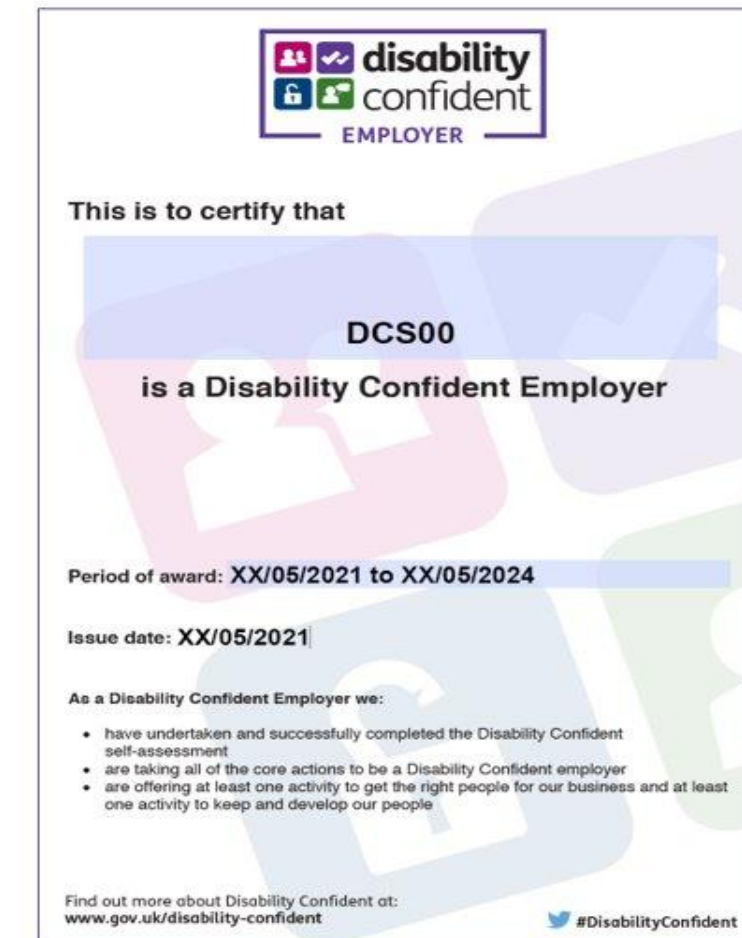 disability
confident
EMPLOYER
This is to certify that
DCS00
is a Disability Confident Employer
Period of award: XX/05/2021 to XX/05/2024
Issue date: XX/05/2021
As a Disability Confident Employer we:
• have undertaken and successfully completed the Disability Confident
self-assessment
• are taking all of the core actions to be a Disability Confident employer
• are offering at least one activity to get the right people for our business and at least
one activity to keep and develop our people
Find out more about Disability Confident at:
www.gov.uk/disability-confident
#DisabilityConfident